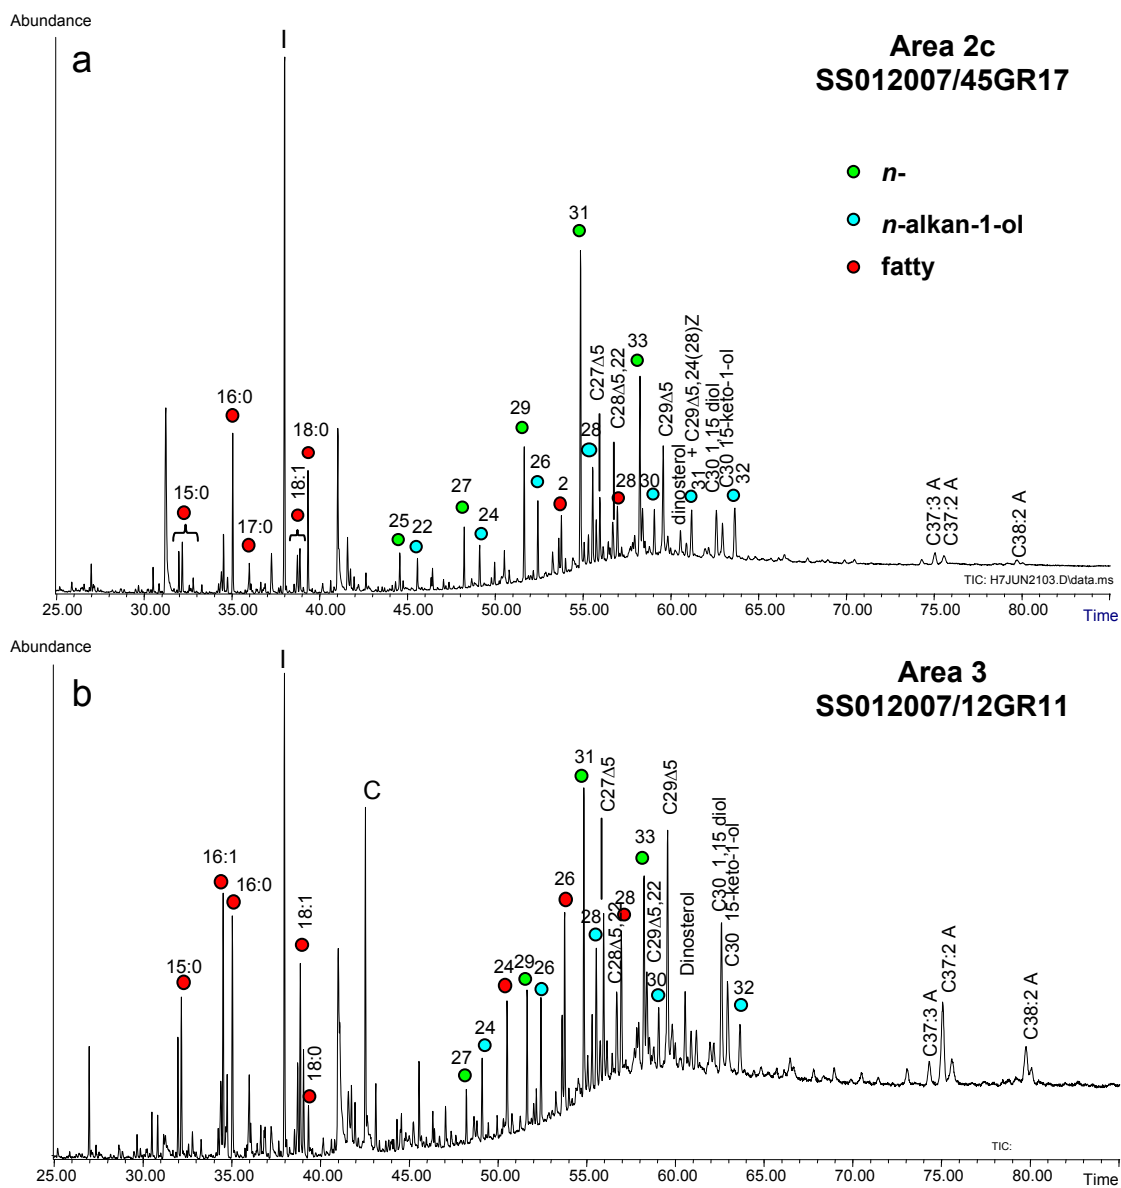 Abundance
I
a
Area 2c
SS012007/45GR17
n-
n-alkan-1-ol
fatty
31
33
C27Δ5
C28Δ5,22
16:0
18:0
29
28
C29Δ5
31 + C29Δ5,24(28)Z
C30 1,15 diol
C30 15-keto-1-ol
26
18:1
15:0
27
2
28
30
dinosterol
32
17:0
25
22
24
C37:3 A
C37:2 A
C38:2 A
TIC: H7JUN2103.D\data.ms
25.00 30.00 35.00 40.00 45.00 50.00 55.00 60.00 65.00 70.00 75.00 80.00
Time
Abundance
I
b
Area 3
SS012007/12GR11
31
C27Δ5
C29Δ5
C
33
C30 1,15 diol
C30 15-keto-1-ol
16:1
16:0
18:1
26
28
28
C28Δ5,22
C29Δ5,22
Dinosterol
15:0
24
29
26
30
32
24
27
18:0
C37:3 A
C37:2 A
C38:2 A
TIC:
25.00 30.00 35.00 40.00 45.00 50.00 55.00 60.00 65.00 70.00 75.00 80.00
Time